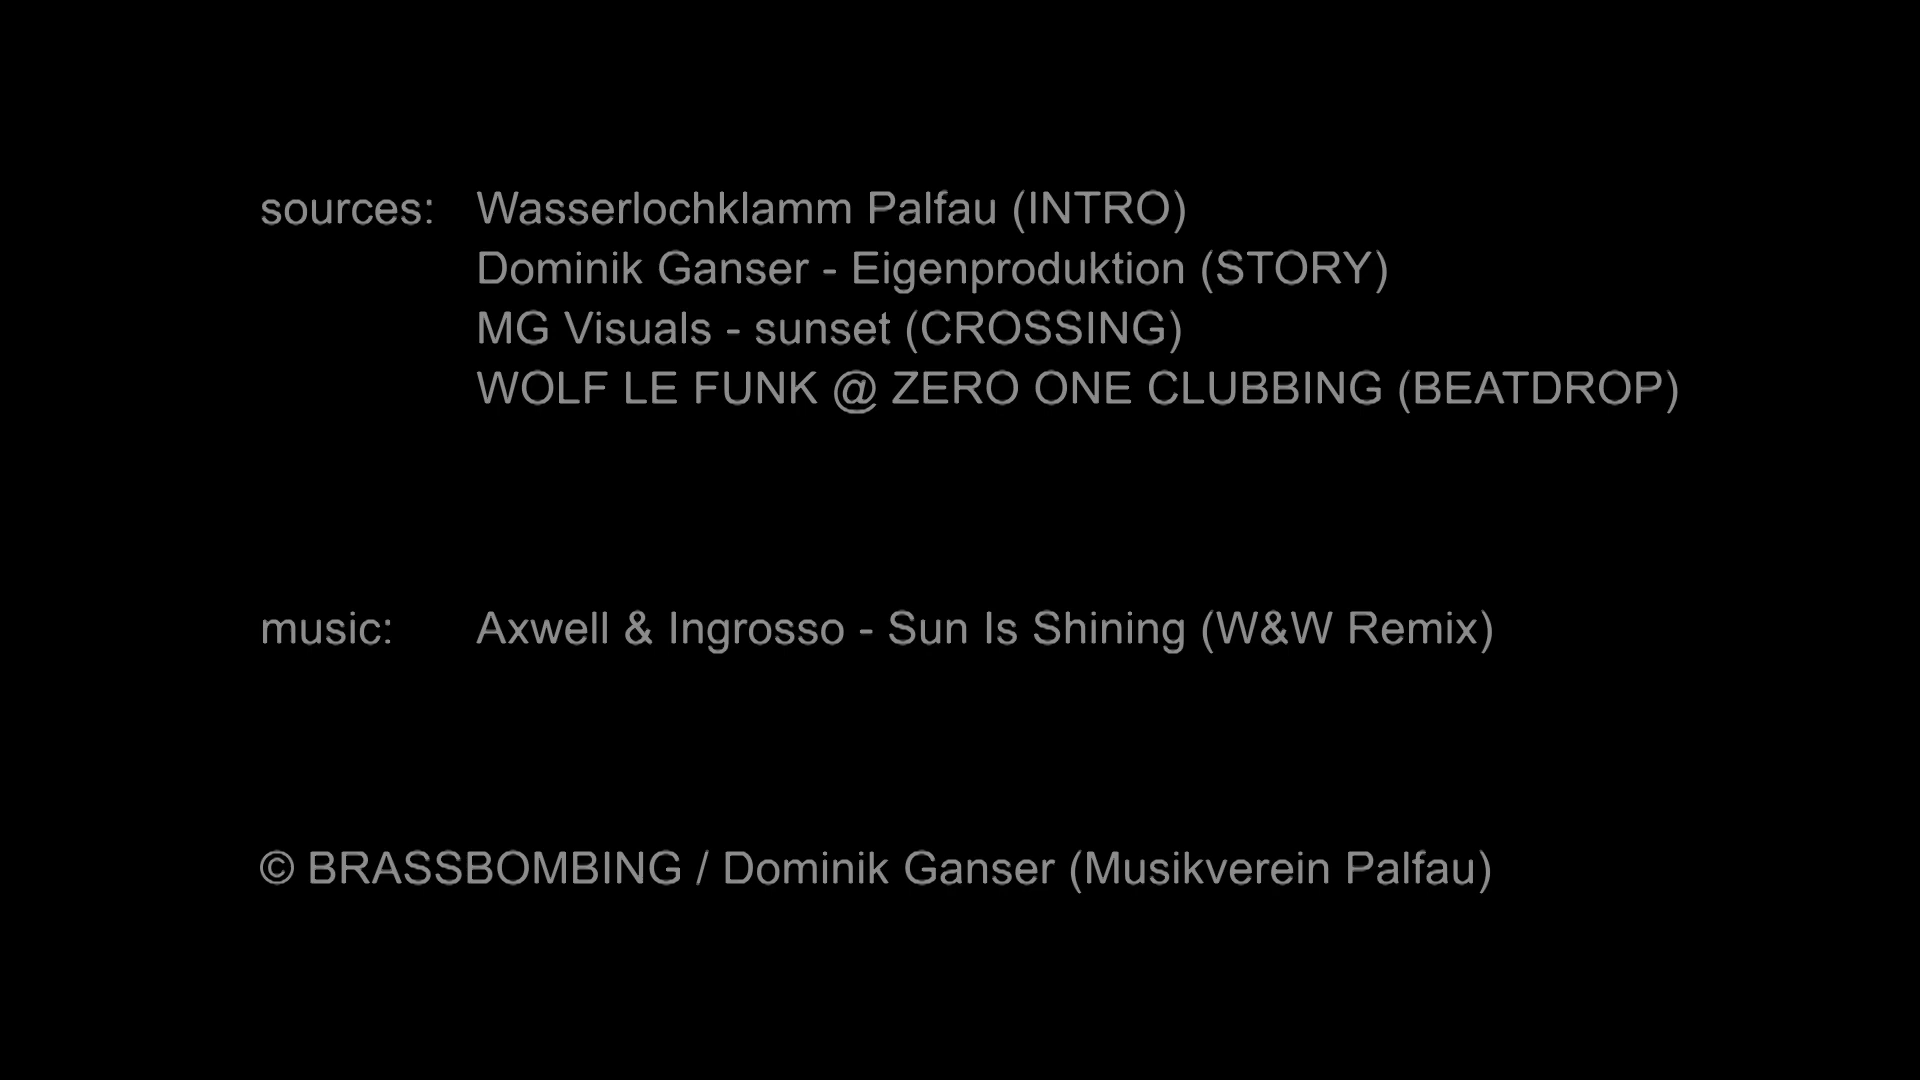 sources: Wasserlochklamm Palfau (INTRO)
Dominik Ganser - Eigenproduktion (STORY)
MG Visuals - sunset (CROSSING)
WOLF LE FUNK @ ZERO ONE CLUBBING (BEATDROP)
music: Axwell & Ingrosso - Sun Is Shining (W&W Remix)
© BRASSBOMBING / Dominik Ganser (Musikverein Palfau)